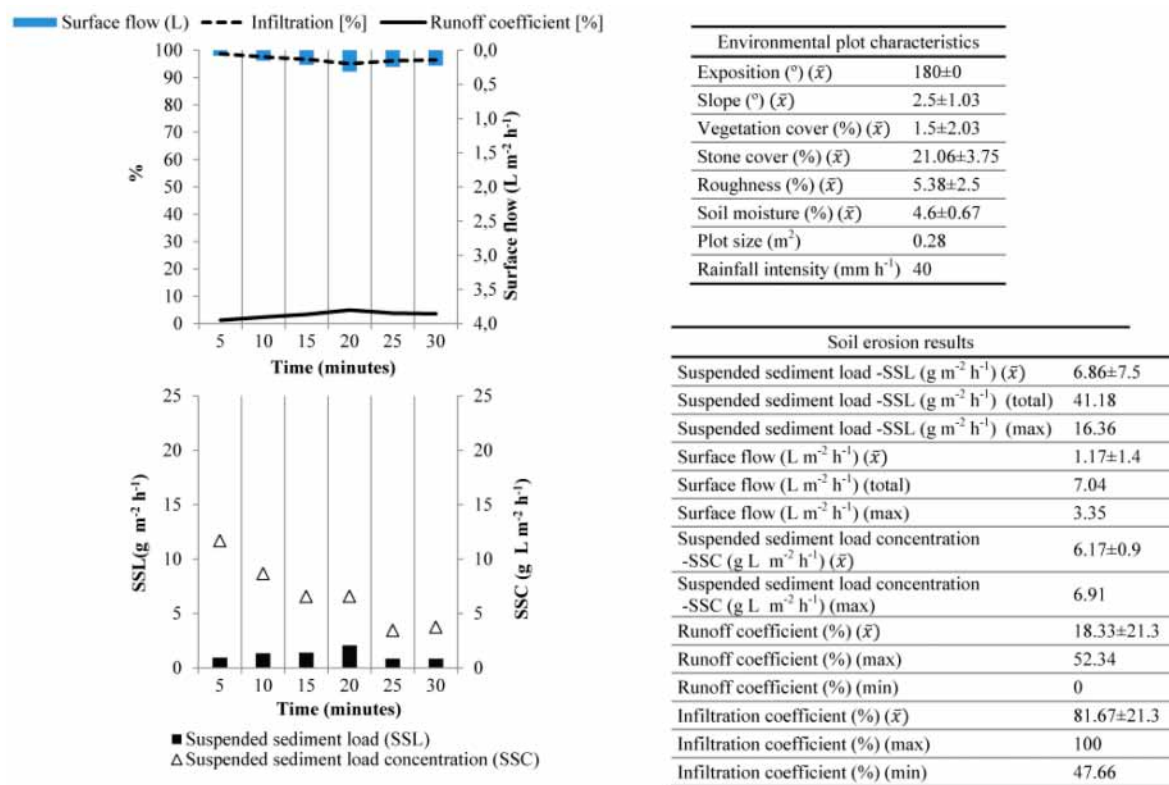 Surface flow (L) Infiltration [%] Runoff coefficient [%]
100
90
80
70
60
50
40
30
20
10
0
%
0,0
0,5
1,0
1,5
2,0
2,5
3,0
3,5
4,0
Surface flow (L m⁻² h⁻¹)
5 10 15 20 25 30
Time (minutes)
25
20
15
10
5
0
SSL(g m⁻² h⁻¹)
25
20
15
10
5
0
SSC (g L m⁻² h⁻¹)
5 10 15 20 25 30
Time (minutes)
■ Suspended sediment load (SSL)
△ Suspended sediment load concentration (SSC)
Environmental plot characteristics
Exposition (º) (x̄) 180±0
Slope (º) (x̄) 2.5±1.03
Vegetation cover (%) (x̄) 1.5±2.03
Stone cover (%) (x̄) 21.06±3.75
Roughness (%) (x̄) 5.38±2.5
Soil moisture (%) (x̄) 4.6±0.67
Plot size (m²) 0.28
Rainfall intensity (mm h⁻¹) 40
Soil erosion results
Suspended sediment load -SSL (g m⁻² h⁻¹) (x̄) 6.86±7.5
Suspended sediment load -SSL (g m⁻² h⁻¹) (total) 41.18
Suspended sediment load -SSL (g m⁻² h⁻¹) (max) 16.36
Surface flow (L m⁻² h⁻¹) (x̄) 1.17±1.4
Surface flow (L m⁻² h⁻¹) (total) 7.04
Surface flow (L m⁻² h⁻¹) (max) 3.35
Suspended sediment load concentration
-SSC (g L m⁻² h⁻¹) (x̄) 6.17±0.9
Suspended sediment load concentration
-SSC (g L m⁻² h⁻¹) (max) 6.91
Runoff coefficient (%) (x̄) 18.33±21.3
Runoff coefficient (%) (max) 52.34
Runoff coefficient (%) (min) 0
Infiltration coefficient (%) (x̄) 81.67±21.3
Infiltration coefficient (%) (max) 100
Infiltration coefficient (%) (min) 47.66